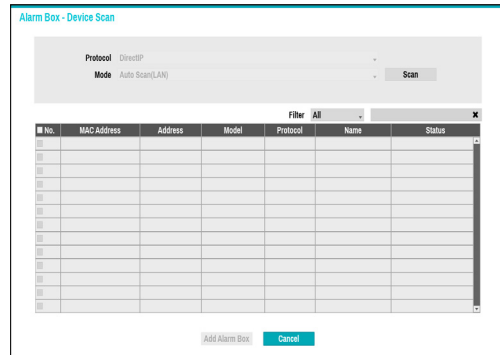 Alarm Box - Device Scan
Protocol DirectIP
Mode Auto Scan(LAN) Scan
Filter All
No. MAC Address Address Model Protocol Name Status
Add Alarm Box Cancel